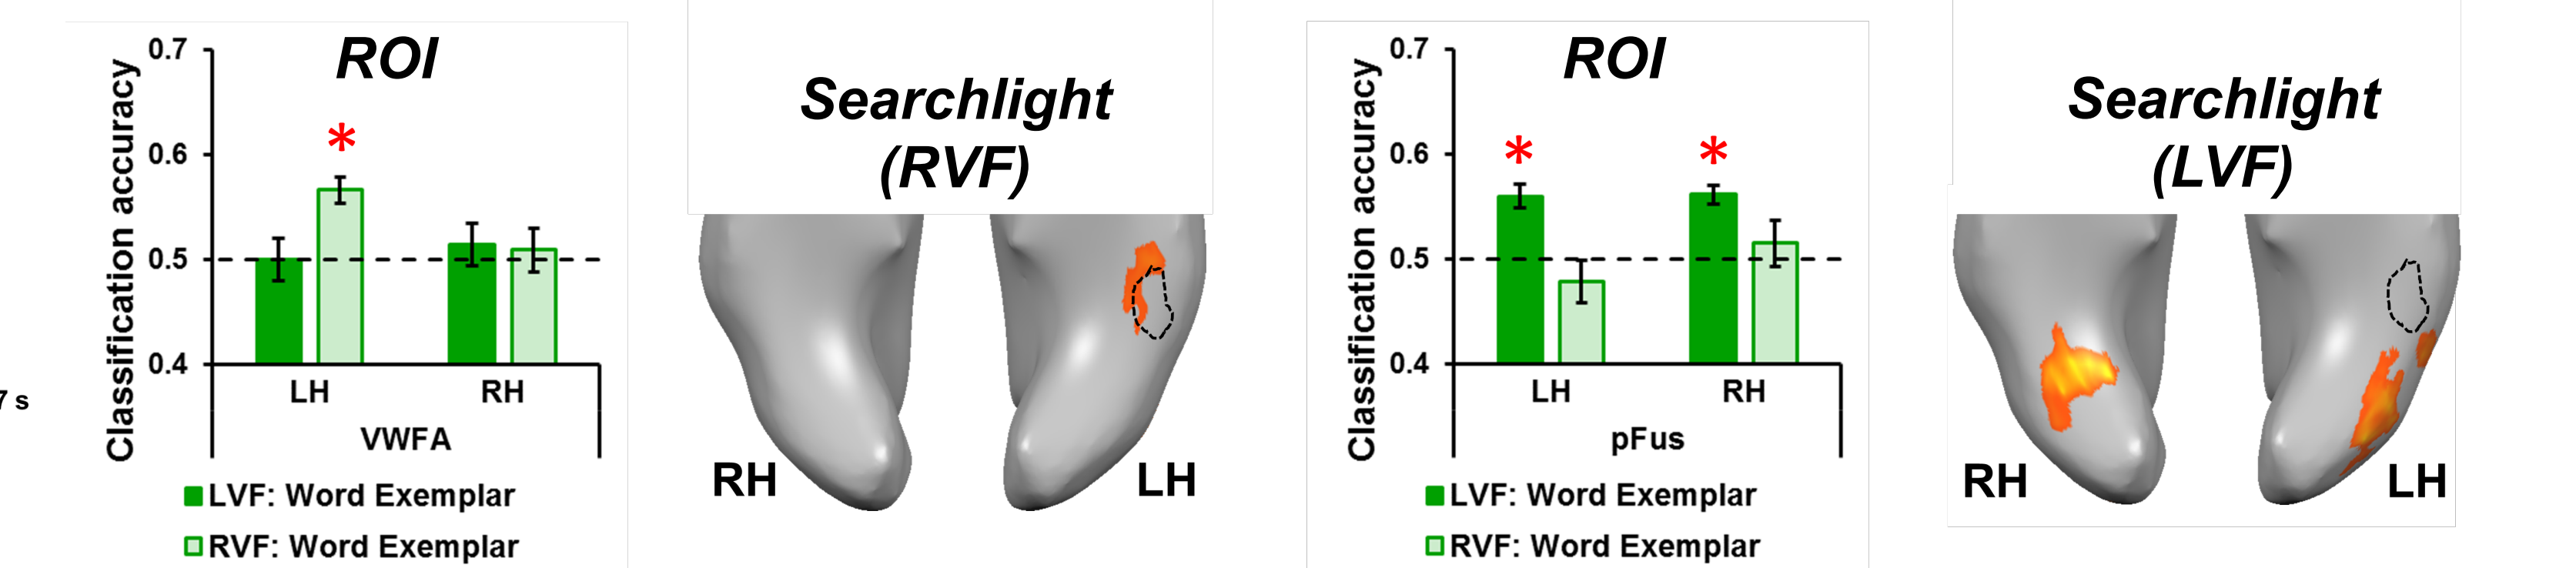 7 s
ROI
Classification accuracy
0.7
*
0.6
0.5
0.4
LH RH
VWFA
LVF: Word Exemplar
RVF: Word Exemplar
Searchlight
(RVF)
RH LH
ROI
Classification accuracy
0.7
* *
0.6
0.5
0.4
LH RH
pFus
LVF: Word Exemplar
RVF: Word Exemplar
Searchlight
(LVF)
RH LH